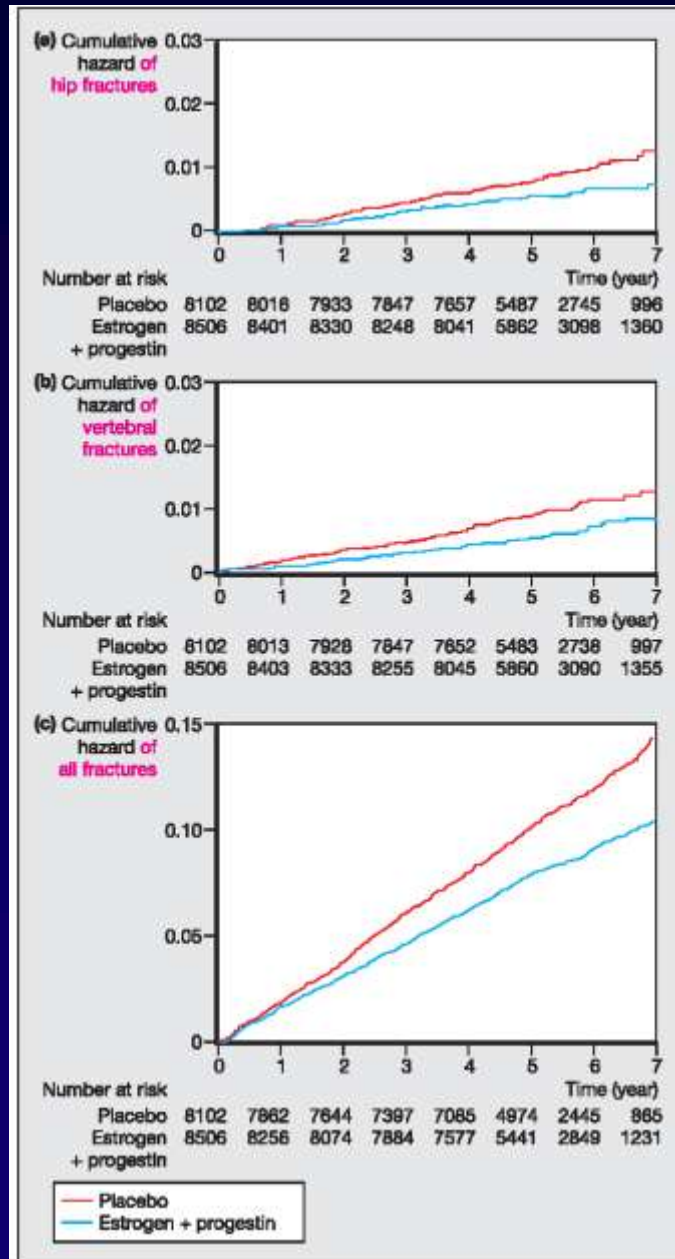 (a) Cumulative 0.03
hazard of
hip fractures
0.02
0.01
0
0 1 2 3 4 5 6 7
Number at risk Time (year)
Placebo 8102 8016 7933 7847 7657 5487 2745 996
Estrogen 8506 8401 8330 8248 8041 5862 3098 1360
+ progestin
(b) Cumulative 0.03
hazard of
vertebral 0.02
fractures
0.01
0
0 1 2 3 4 5 6 7
Number at risk Time (year)
Placebo 8102 8013 7928 7847 7652 5483 2738 997
Estrogen 8506 8403 8333 8255 8045 5860 3090 1355
+ progestin
(c) Cumulative 0.15
hazard of
all fractures
0.10
0.05
0
0 1 2 3 4 5 6 7
Number at risk Time (year)
Placebo 8102 7862 7644 7397 7085 4974 2445 865
Estrogen 8506 8256 8074 7884 7577 5441 2849 1231
+ progestin
Placebo
Estrogen + progestin